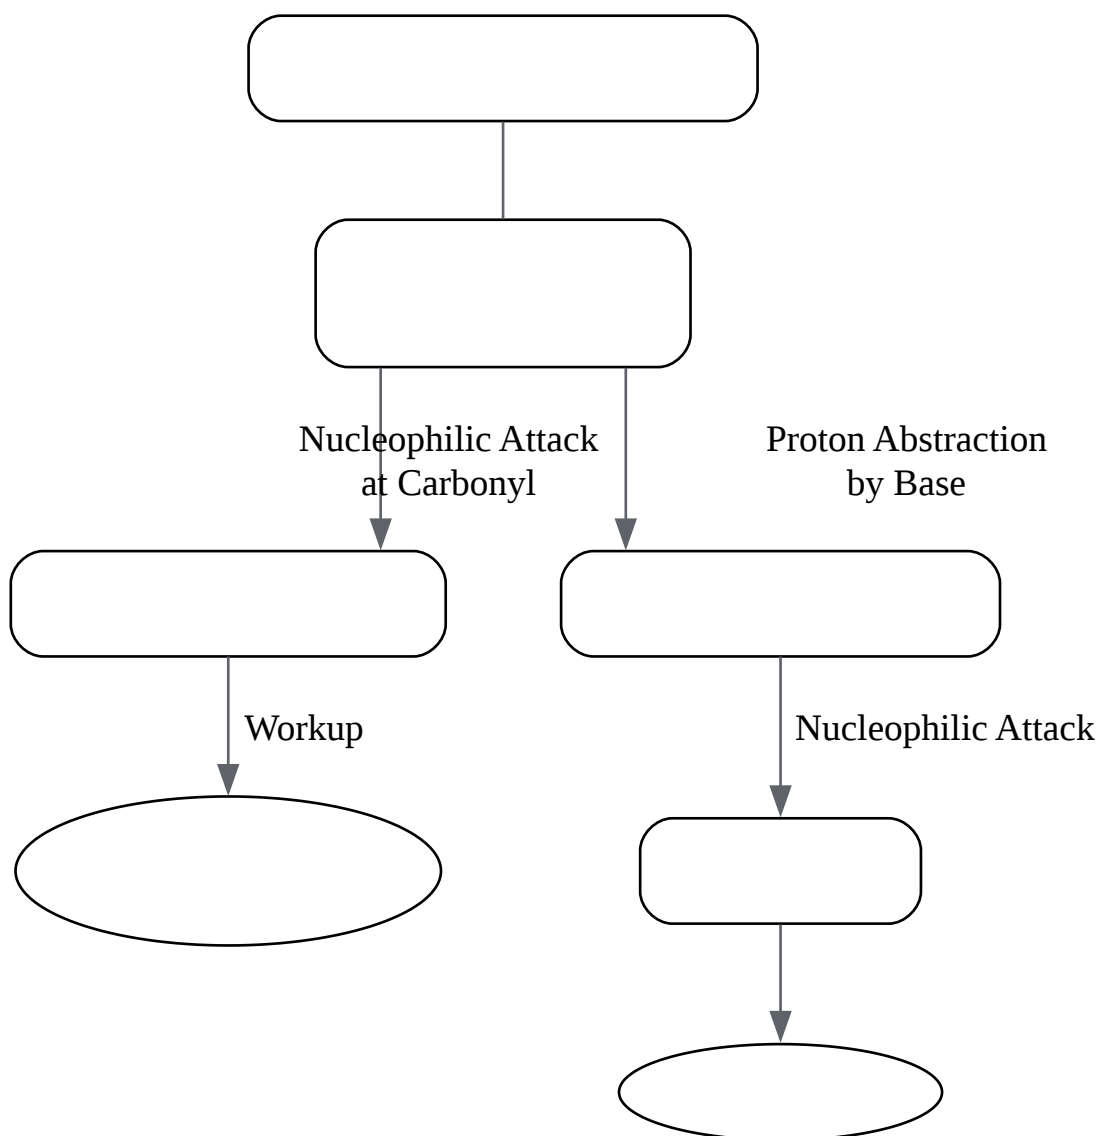 Nucleophilic Attack
at Carbonyl
Proton Abstraction
by Base
Workup
Nucleophilic Attack